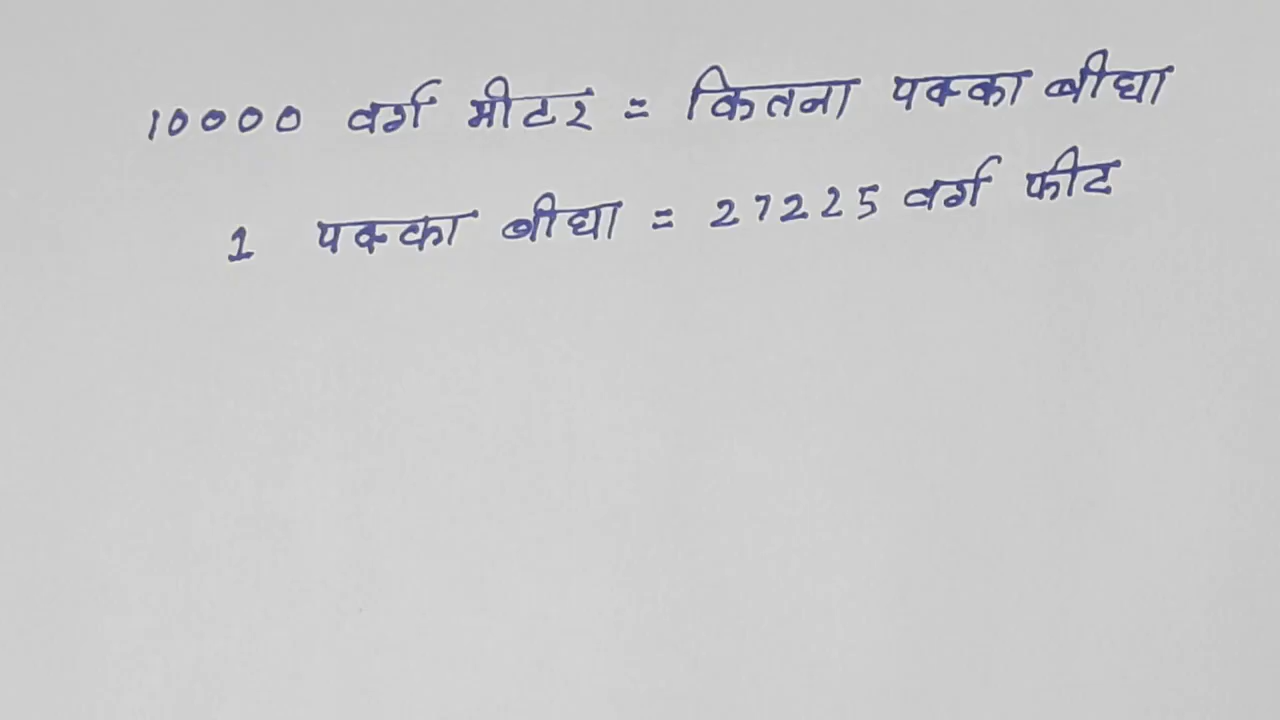 10000 वर्ग मीटर = कितना पक्का बीघा
1 पक्का बीघा = 27225 वर्ग फीट